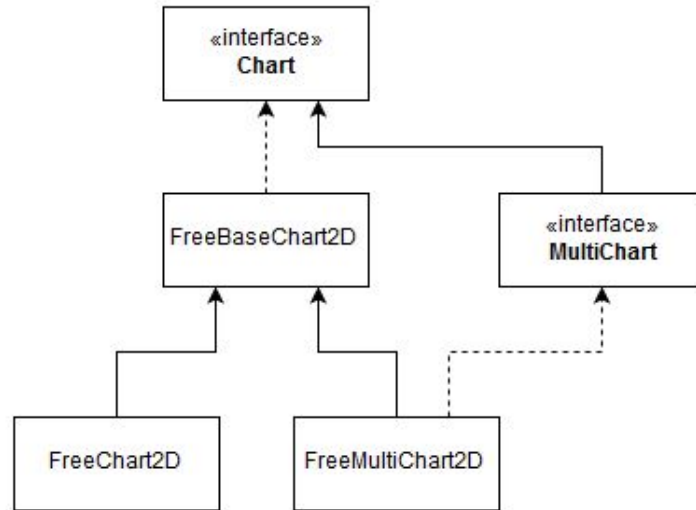 «interface»
Chart
FreeBaseChart2D
«interface»
MultiChart
FreeChart2D
FreeMultiChart2D